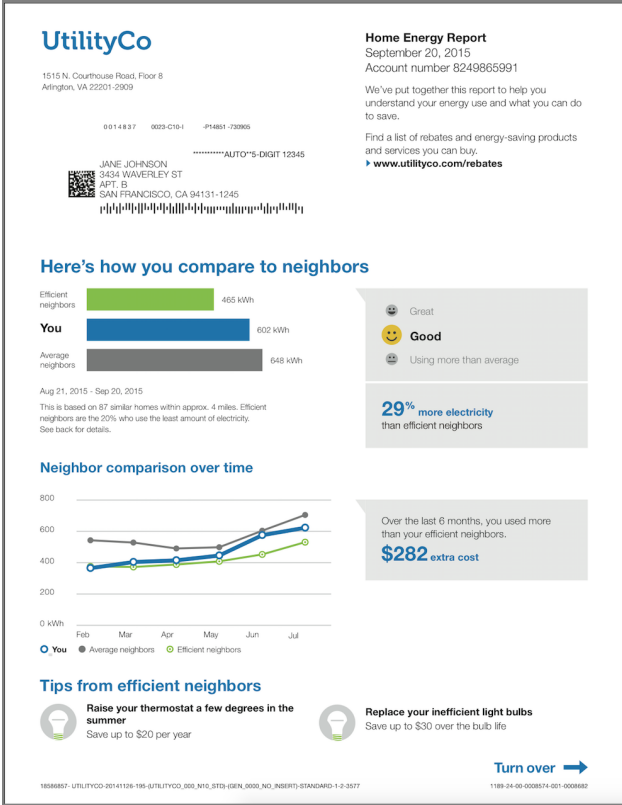 UtilityCo
1515 N. Courthouse Road, Floor 8
Arlington, VA 22201-2909
Home Energy Report
September 20, 2015
Account number 8249865991
We've put together this report to help you
understand your energy use and what you can do
to save.
Find a list of rebates and energy-saving products
and services you can buy.
www.utilityco.com/rebates
0014837 0023-C10-I -P14851 -730905
***********AUTO**5-DIGIT 12345
JANE JOHNSON
3434 WAVERLEY ST
APT. B
SAN FRANCISCO, CA 94131-1245
Here's how you compare to neighbors
Efficient
neighbors
465 kWh
You
602 kWh
Average
neighbors
648 kWh
Aug 21, 2015 - Sep 20, 2015
This is based on 87 similar homes within approx. 4 miles. Efficient
neighbors are the 20% who use the least amount of electricity.
See back for details.
Great
Good
Using more than average
29% more electricity
than efficient neighbors
Neighbor comparison over time
800
600
400
200
0 kWh
Feb Mar Apr May Jun Jul
You Average neighbors Efficient neighbors
Over the last 6 months, you used more
than your efficient neighbors.
$282 extra cost
Tips from efficient neighbors
Raise your thermostat a few degrees in the
summer
Save up to $20 per year
Replace your inefficient light bulbs
Save up to $30 over the bulb life
Turn over
18586857- UTILITYCO-20141126-195-(UTILITYCO_000_N10_STD)-(GEN_0000_NO_INSERT)-STANDARD-1-2-3577
1189-24-00-0008574-001-0008682